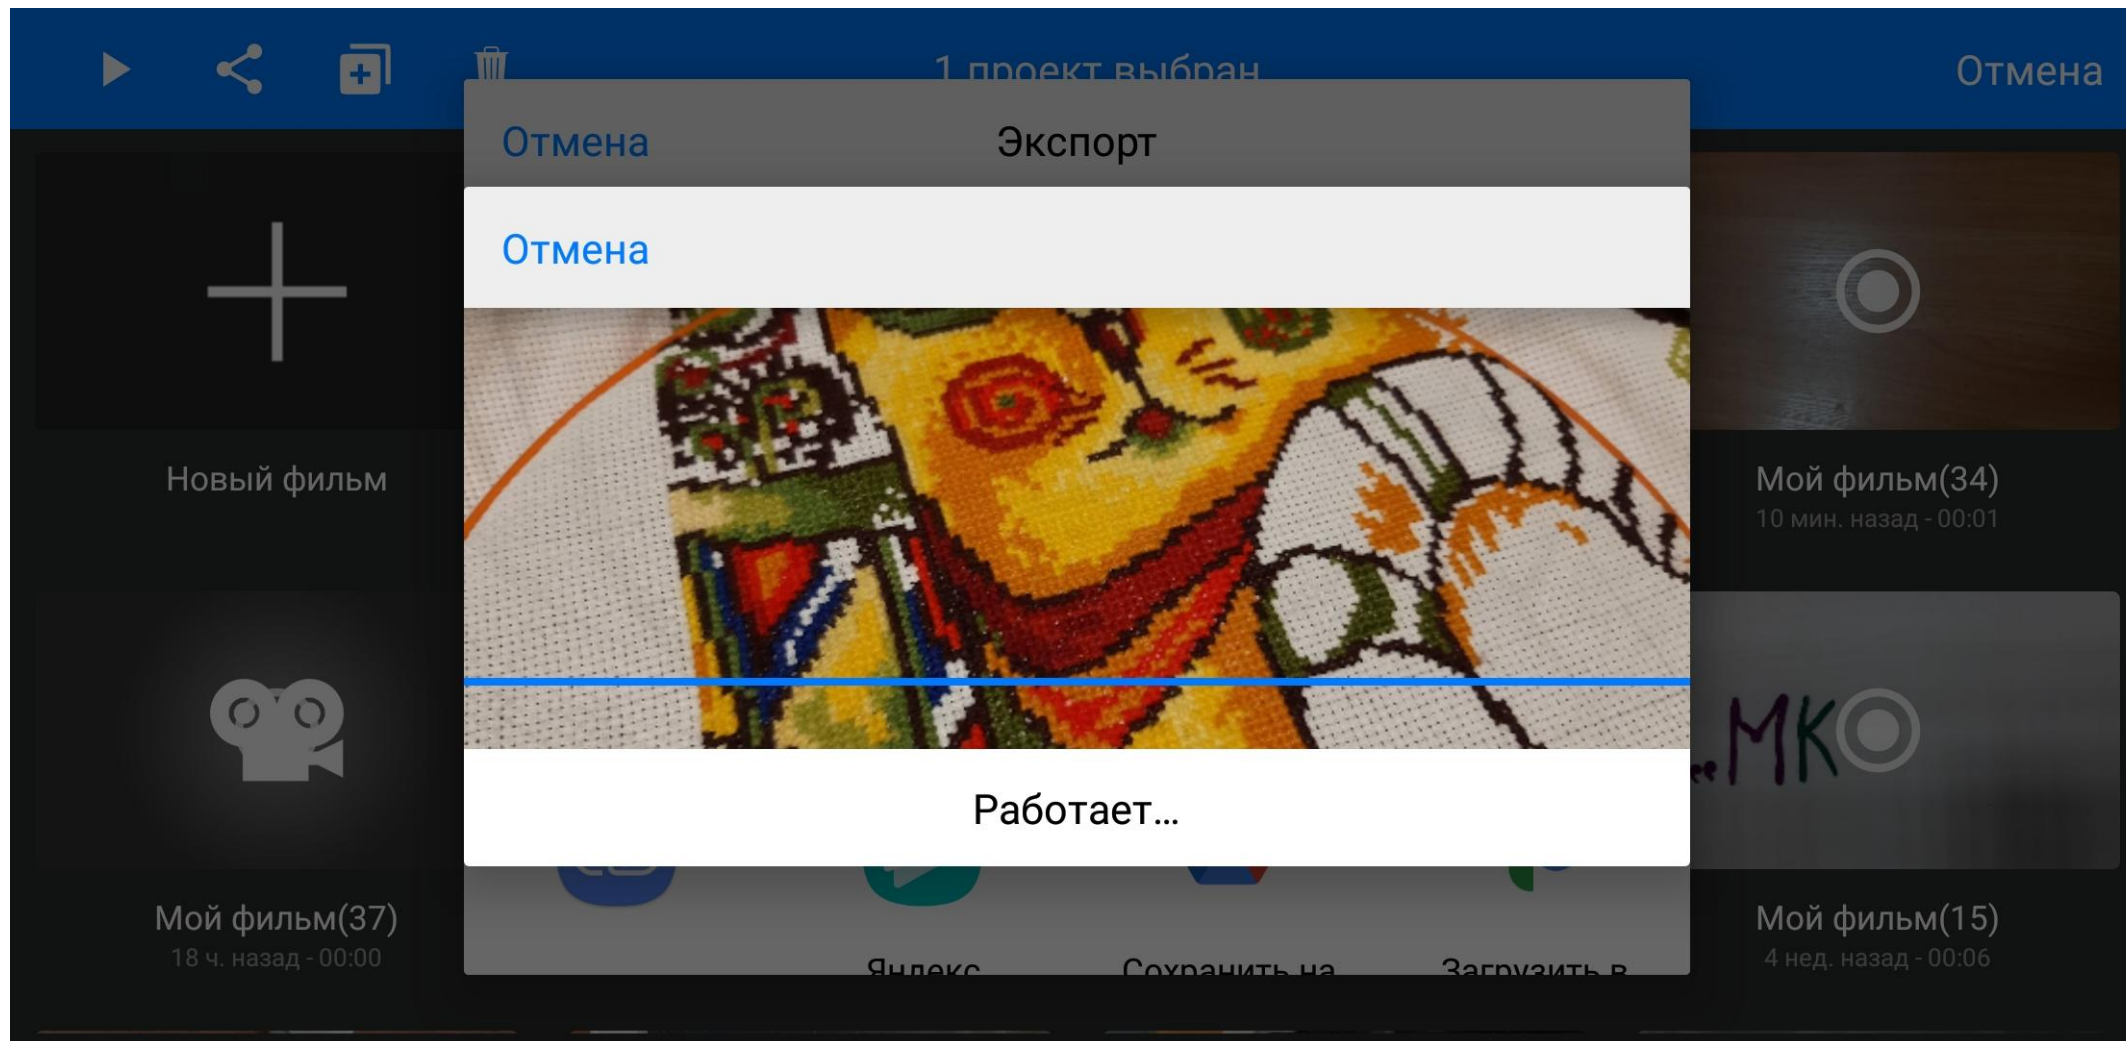 1 проект выбран
Отмена
Отмена
Экспорт
Отмена
Новый фильм
Мой фильм(34)
10 мин. назад - 00:01
МК
Работает...
Мой фильм(37)
18 ч. назад - 00:00
Мой фильм(15)
4 нед. назад - 00:06
Яндекс
Сохранить на
Загрузить в